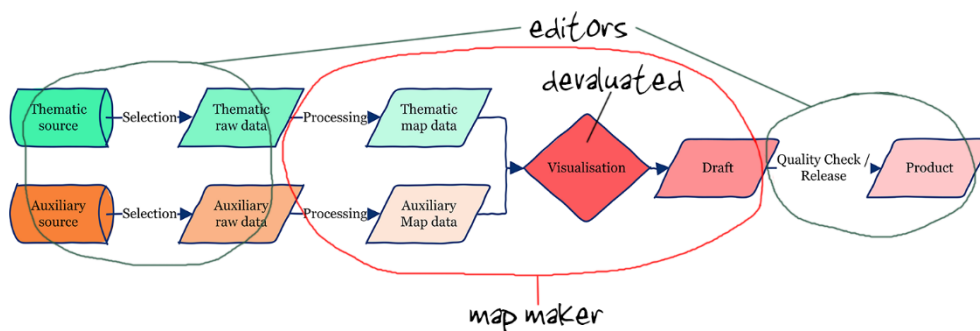 editors
devaluated
Thematic
source
Selection
Thematic
raw data
Processing
Thematic
map data
Visualisation
Draft
Quality Check /
Release
Product
Auxiliary
source
Selection
Auxiliary
raw data
Processing
Auxiliary
Map data
map maker